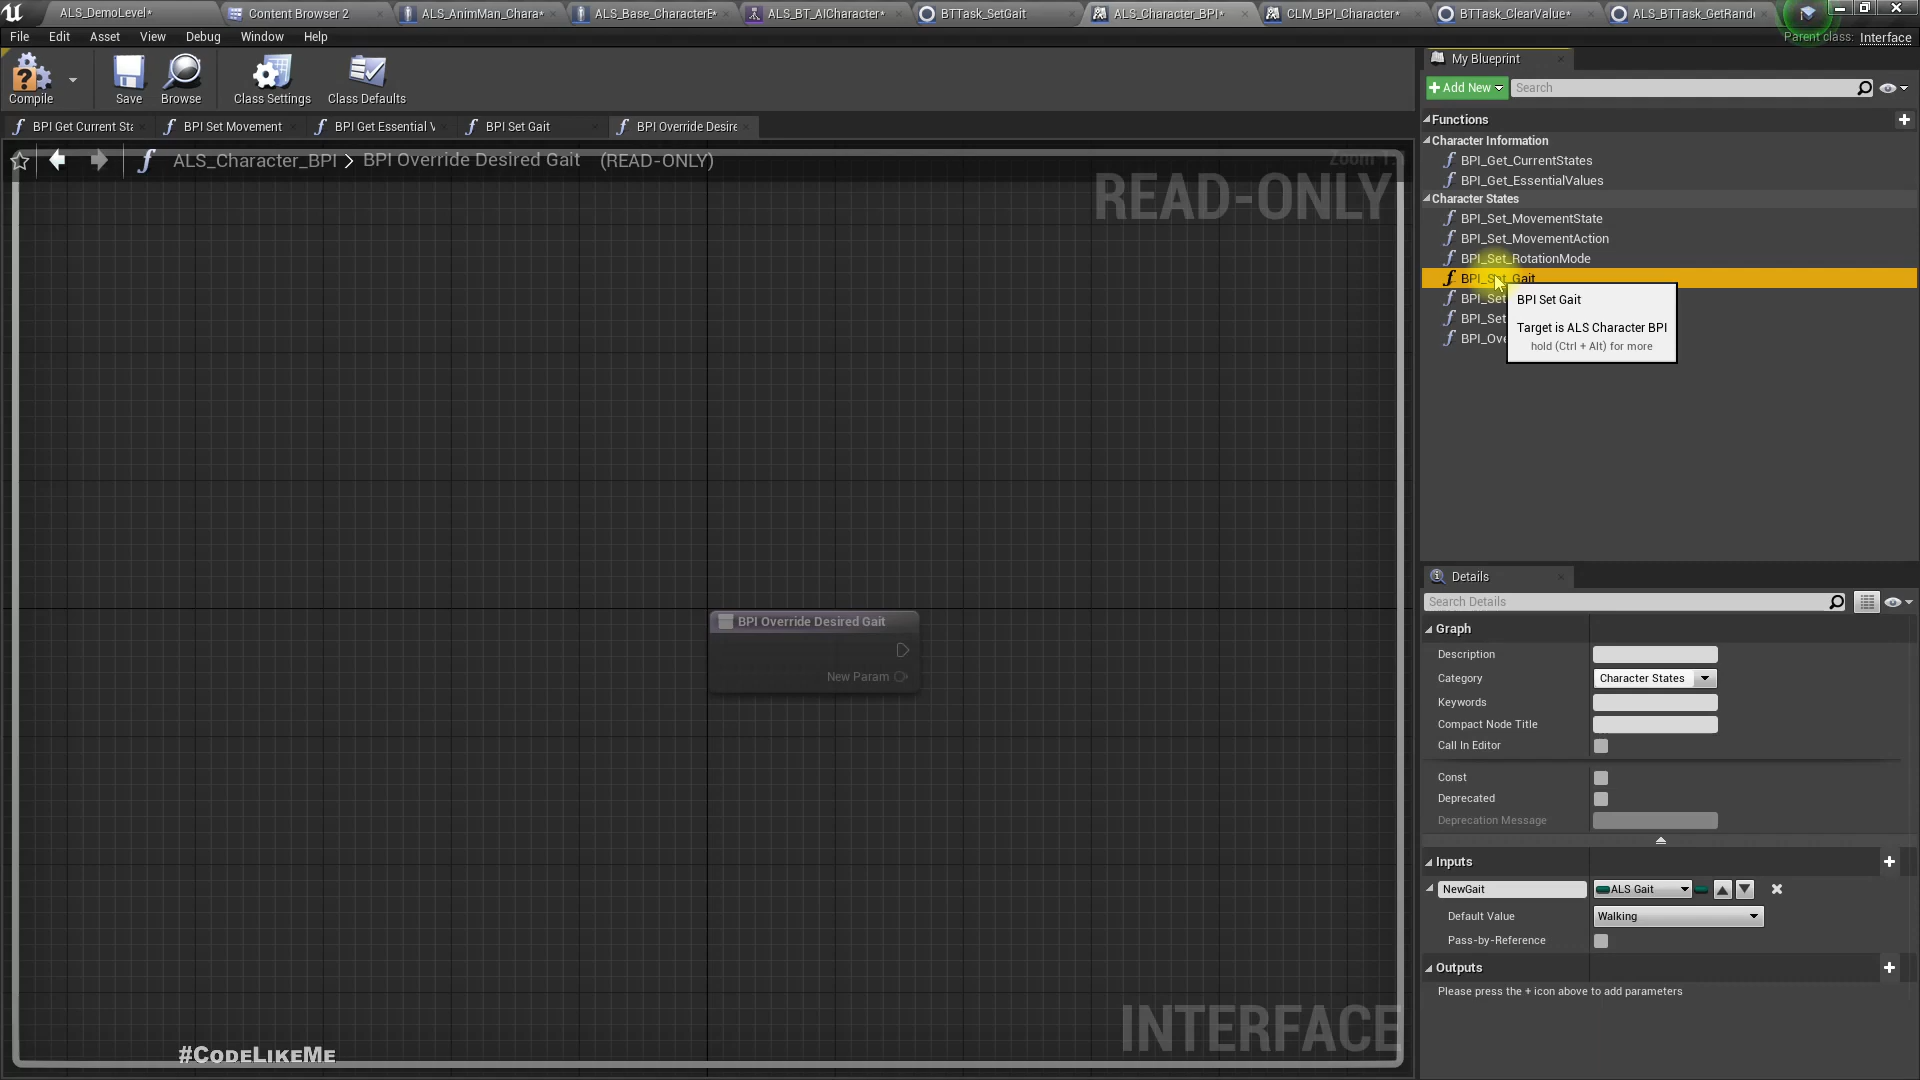 ALS_DemoLevel*
Content Browser 2
ALS_AnimMan_Chara*
ALS_Base_CharacterE*
ALS_BT_AICharacter*
BTTask_SetGait
ALS_Character_BPI*
CLM_BPI_Character*
BTTask_ClearValue*
ALS_BTTask_GetRand
File Edit Asset View Debug Window Help
Parent class: Interface
Compile
Save
Browse
Class Settings
Class Defaults
BPI Get Current Sta
BPI Set Movement
BPI Get Essential V
BPI Set Gait
BPI Override Desire
ALS_Character_BPI > BPI Override Desired Gait (READ-ONLY)
READ-ONLY
BPI Override Desired Gait
New Param
INTERFACE
#CodeLikeMe
My Blueprint
Add New
Search
Functions
Character Information
BPI_Get_CurrentStates
BPI_Get_EssentialValues
Character States
BPI_Set_MovementState
BPI_Set_MovementAction
BPI_Set_RotationMode
BPI_Set_Gait
BPI_Set
BPI_Set
BPI_Ove
BPI Set Gait
Target is ALS Character BPI
hold (Ctrl + Alt) for more
Details
Search Details
Graph
Description
Category Character States
Keywords
Compact Node Title
Call In Editor
Const
Deprecated
Deprecation Message
Inputs
NewGait ALS Gait
Default Value Walking
Pass-by-Reference
Outputs
Please press the + icon above to add parameters